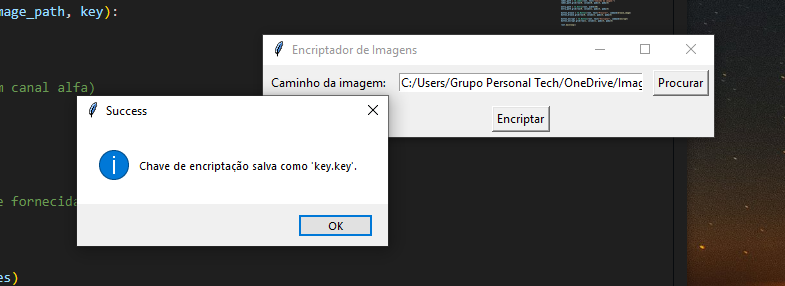 mage_path, key):
Encriptador de Imagens
m canal alfa)
Caminho da imagem:
C:/Users/Grupo Personal Tech/OneDrive/Imag
Procurar
Success
Encriptar
Chave de encriptação salva como 'key.key'.
e fornecida
OK
es)